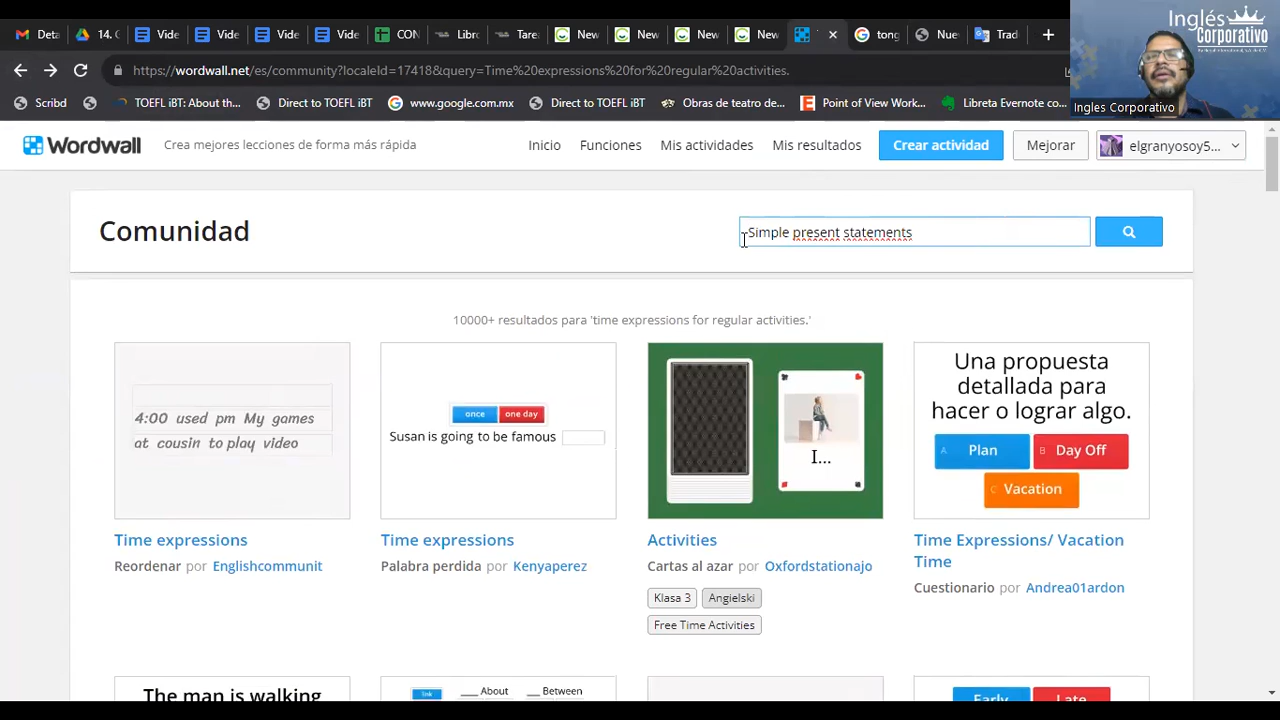 Deta
14. C
Vide
Vide
Vide
Vide
CON
Libre
Tare
New
New
New
New
tong
Nue
Trad
https://wordwall.net/es/community?localeId=17418&query=Time%20expressions%20for%20regular%20activities.
Scribd
TOEFL iBT: About th...
Direct to TOEFL iBT
www.google.com.mx
Direct to TOEFL iBT
Obras de teatro de...
Point of View Work...
Libreta Evernote co...
Inglés
Corporativo
Ingles Corporativo
Wordwall
Crea mejores lecciones de forma más rápida
Inicio
Funciones
Mis actividades
Mis resultados
Crear actividad
Mejorar
elgranyosoy5...
Comunidad
Simple present statements
10000+ resultados para 'time expressions for regular activities.'
4:00 used pm My games
at cousin to play video
Time expressions
Reordenar por Englishcommunit
once one day
Susan is going to be famous
Time expressions
Palabra perdida por Kenyaperez
I...
Activities
Cartas al azar por Oxfordstationajo
Klasa 3
Angielski
Free Time Activities
Una propuesta
detallada para
hacer o lograr algo.
A Plan
B Day Off
C Vacation
Time Expressions/ Vacation
Time
Cuestionario por Andrea01ardon
The man is walking
link
About
Between
Early
Late